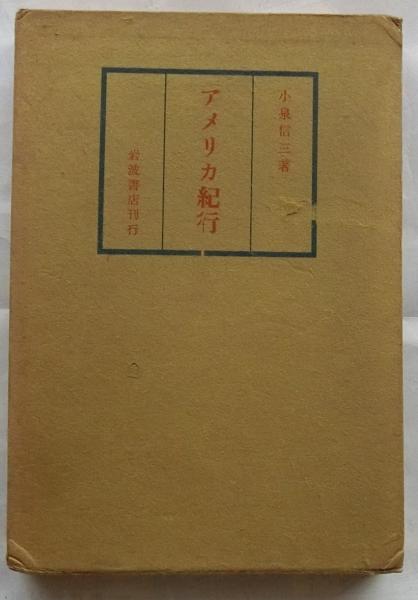 小泉信三著
アメリカ紀行
岩波書店刊行